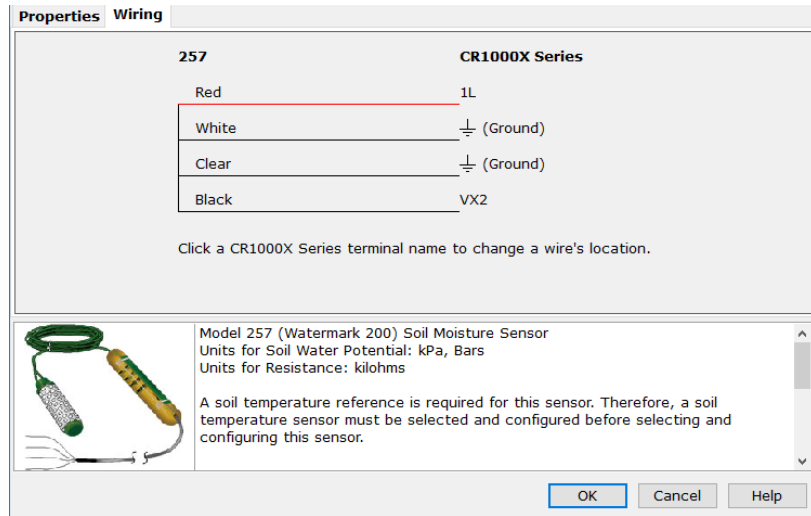 Properties Wiring
257 CR1000X Series
Red 1L
White ⏚ (Ground)
Clear ⏚ (Ground)
Black VX2
Click a CR1000X Series terminal name to change a wire's location.
Model 257 (Watermark 200) Soil Moisture Sensor
Units for Soil Water Potential: kPa, Bars
Units for Resistance: kilohms
A soil temperature reference is required for this sensor. Therefore, a soil
temperature sensor must be selected and configured before selecting and
configuring this sensor.
OK Cancel Help